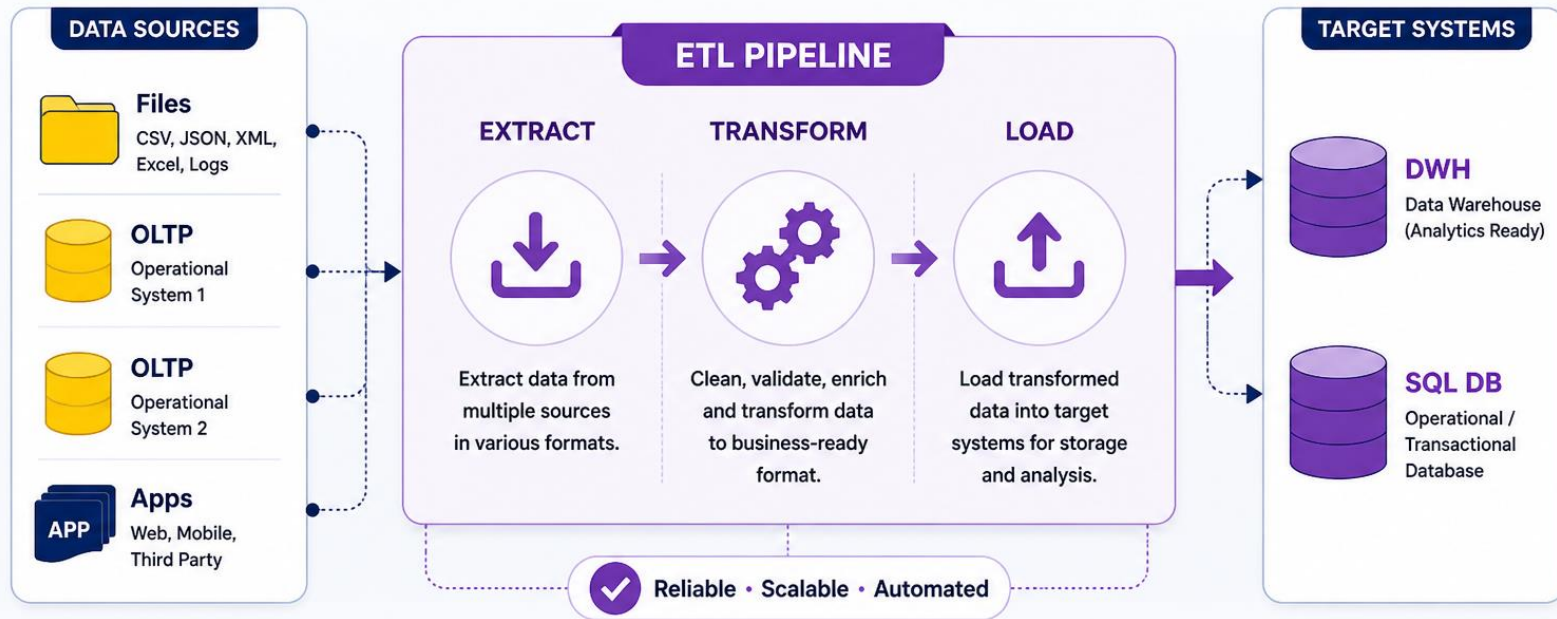 DATA SOURCES
Files
CSV, JSON, XML,
Excel, Logs
OLTP
Operational
System 1
OLTP
Operational
System 2
APP
Apps
Web, Mobile,
Third Party
ETL PIPELINE
EXTRACT
Extract data from
multiple sources
in various formats.
TRANSFORM
Clean, validate, enrich
and transform data
to business-ready
format.
LOAD
Load transformed
data into target
systems for storage
and analysis.
Reliable • Scalable • Automated
TARGET SYSTEMS
DWH
Data Warehouse
(Analytics Ready)
SQL DB
Operational /
Transactional
Database